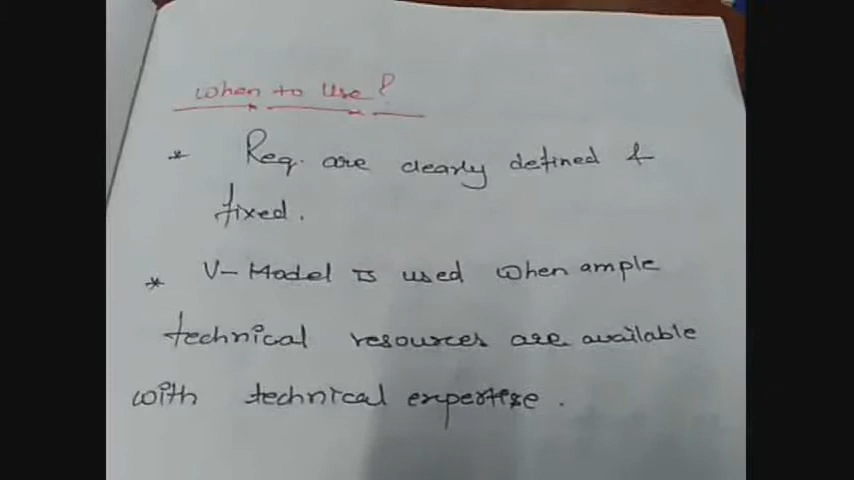 When to Use?
* Req. are clearly defined &
fixed.
* V- Model is used when ample
technical resources are available
with technical expertise.